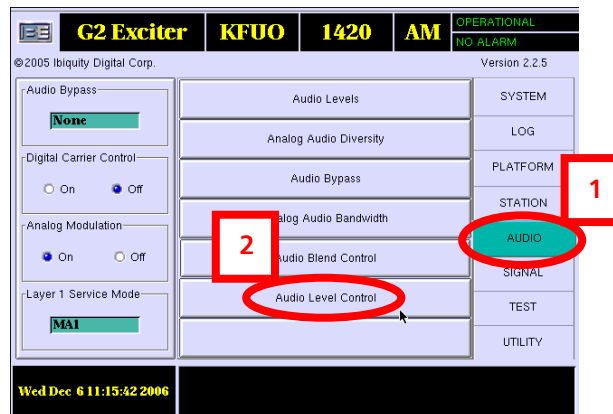 G2 Exciter KFUO 1420 AM OPERATIONAL
NO ALARM
©2005 Ibiquity Digital Corp. Version 2.2.5
Audio Bypass
None
Digital Carrier Control
On Off
Analog Modulation
On Off
Layer 1 Service Mode
MA1
Audio Levels
Analog Audio Diversity
Audio Bypass
Audio Bandwidth
Audio Blend Control
Audio Level Control
2
SYSTEM
LOG
PLATFORM
STATION
AUDIO
SIGNAL
TEST
UTILITY
1
Wed Dec 6 11:15:42 2006